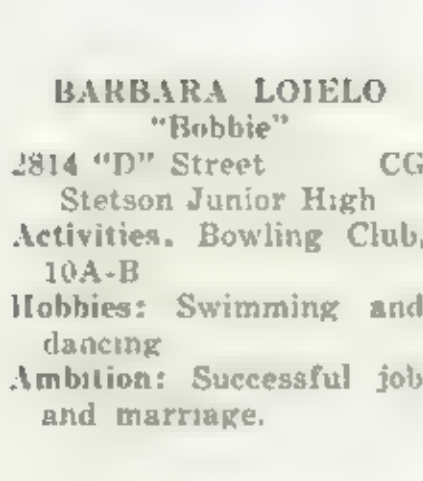 BARBARA LOIELO
"Bobbie"
2814 "D" Street CG
Stetson Junior High
Activities. Bowling Club,
10A-B
Hobbies: Swimming and
dancing
Ambition: Successful job
and marriage.